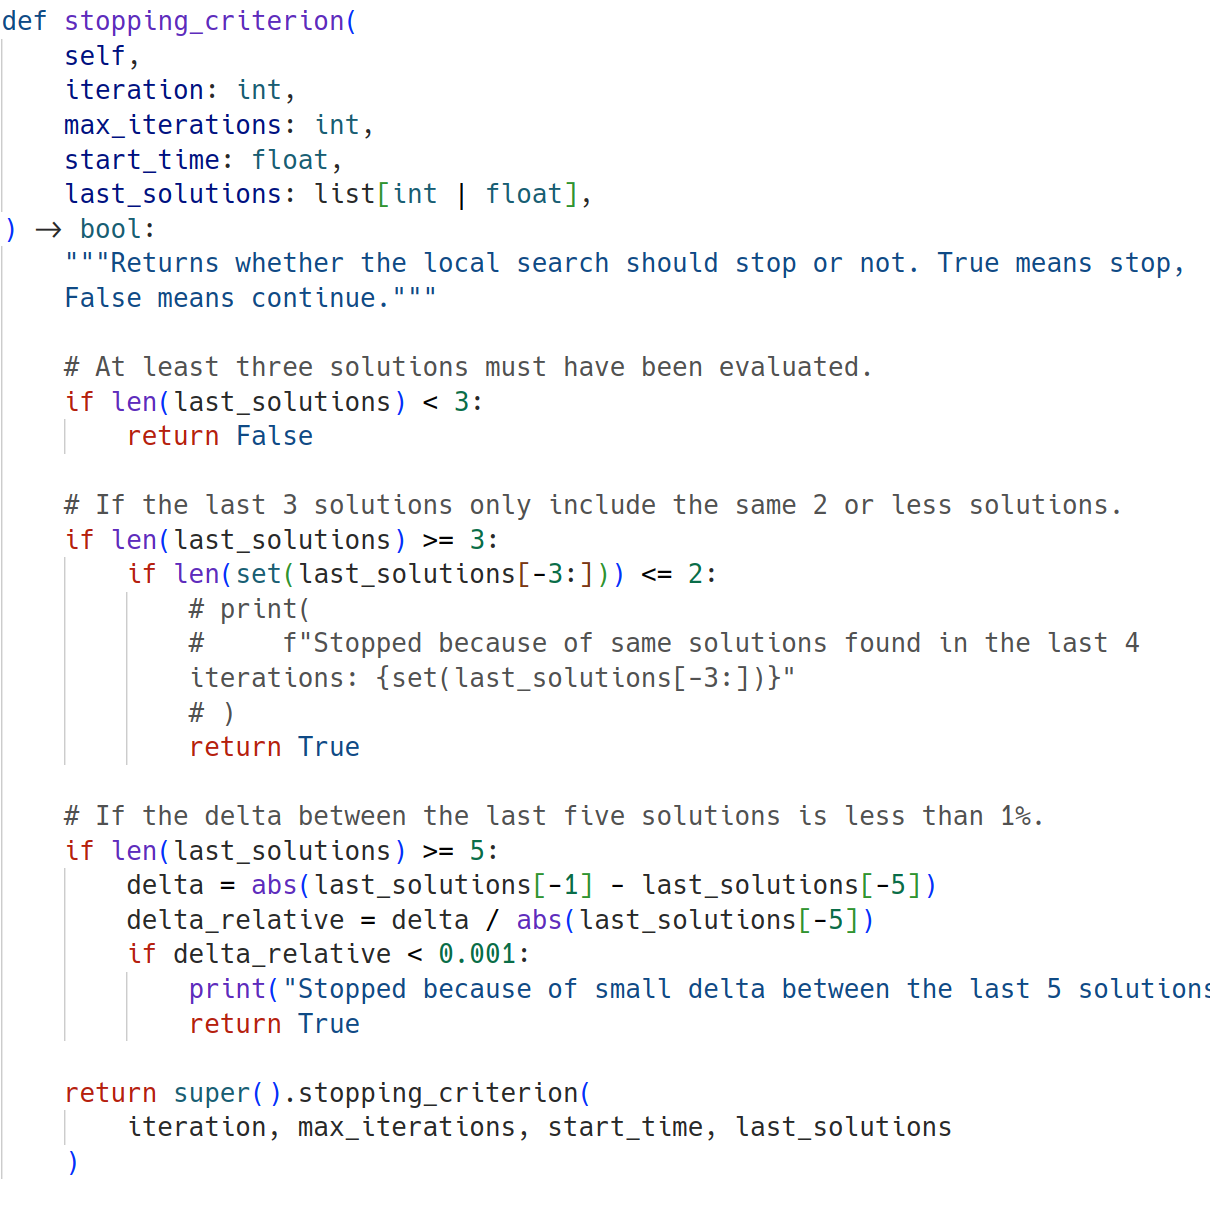 def stopping_criterion(
    self,
    iteration: int,
    max_iterations: int,
    start_time: float,
    last_solutions: list[int | float],
) → bool:
    """Returns whether the local search should stop or not. True means stop,
    False means continue."""

    # At least three solutions must have been evaluated.
    if len(last_solutions) < 3:
        return False

    # If the last 3 solutions only include the same 2 or less solutions.
    if len(last_solutions) >= 3:
        if len(set(last_solutions[-3:])) <= 2:
            # print(
            #     f"Stopped because of same solutions found in the last 4
            iterations: {set(last_solutions[-3:])}"
            # )
            return True

    # If the delta between the last five solutions is less than 1%.
    if len(last_solutions) >= 5:
        delta = abs(last_solutions[-1] - last_solutions[-5])
        delta_relative = delta / abs(last_solutions[-5])
        if delta_relative < 0.001:
            print("Stopped because of small delta between the last 5 solutions
            return True

    return super().stopping_criterion(
        iteration, max_iterations, start_time, last_solutions
    )